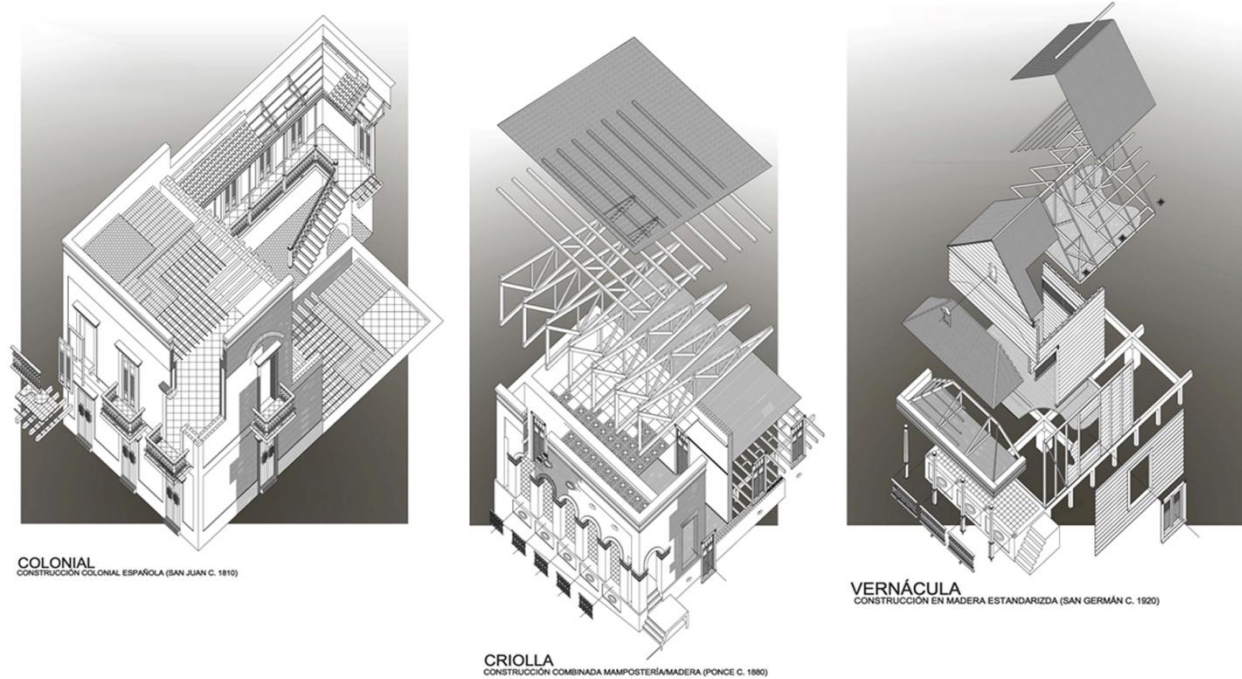 COLONIAL
CONSTRUCCIÓN COLONIAL ESPAÑOLA (SAN JUAN C. 1810)
CRIOLLA
CONSTRUCCIÓN COMBINADA MAMPOSTERÍA/MADERA (PONCE C. 1880)
VERNÁCULA
CONSTRUCCIÓN EN MADERA ESTANDARIZDA (SAN GERMÁN C. 1920)